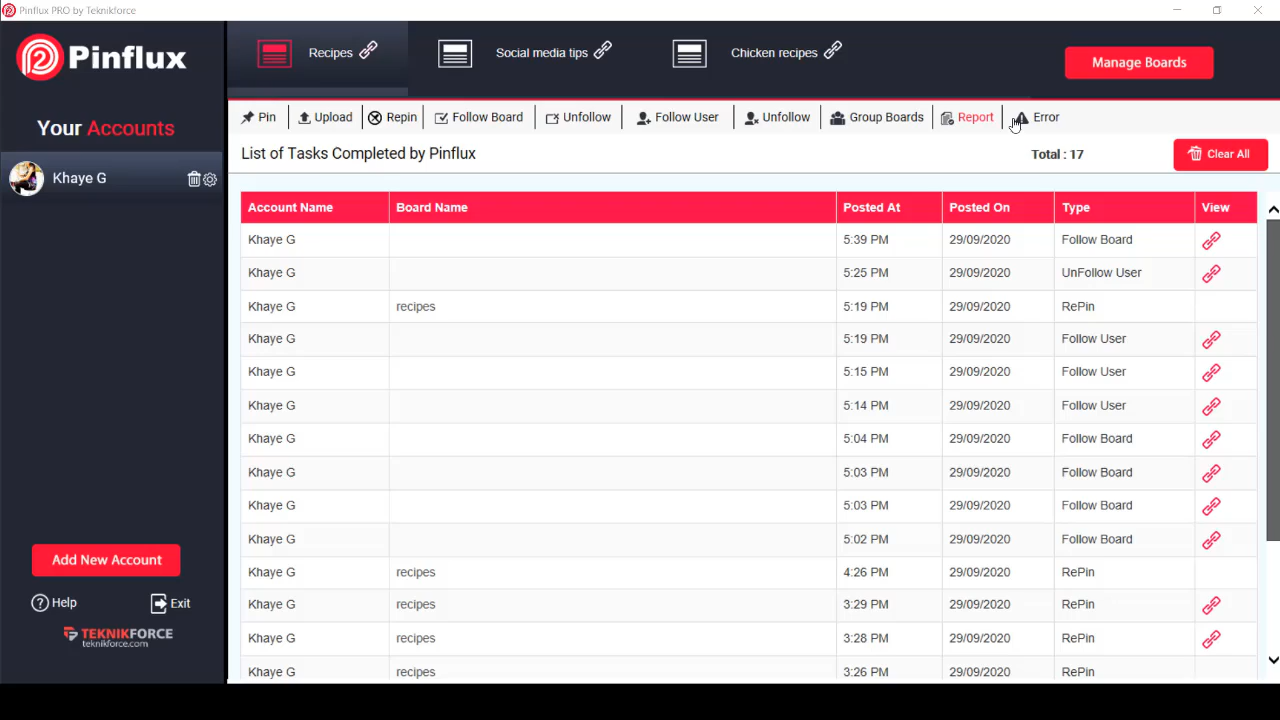 Pinflux PRO by Teknikforce
Pinflux
Recipes
Social media tips
Chicken recipes
Manage Boards
Your Accounts
Khaye G
Pin
Upload
Repin
Follow Board
Unfollow
Follow User
Unfollow
Group Boards
Report
Error
List of Tasks Completed by Pinflux
Total : 17
Clear All
Account Name Board Name Posted At Posted On Type View
Khaye G 5:39 PM 29/09/2020 Follow Board
Khaye G 5:25 PM 29/09/2020 UnFollow User
Khaye G recipes 5:19 PM 29/09/2020 RePin
Khaye G 5:19 PM 29/09/2020 Follow User
Khaye G 5:15 PM 29/09/2020 Follow User
Khaye G 5:14 PM 29/09/2020 Follow User
Khaye G 5:04 PM 29/09/2020 Follow Board
Khaye G 5:03 PM 29/09/2020 Follow Board
Khaye G 5:03 PM 29/09/2020 Follow Board
Khaye G 5:02 PM 29/09/2020 Follow Board
Khaye G recipes 4:26 PM 29/09/2020 RePin
Khaye G recipes 3:29 PM 29/09/2020 RePin
Khaye G recipes 3:28 PM 29/09/2020 RePin
Khaye G recipes 3:26 PM 29/09/2020 RePin
Add New Account
Help
Exit
TEKNIKFORCE
teknikforce.com